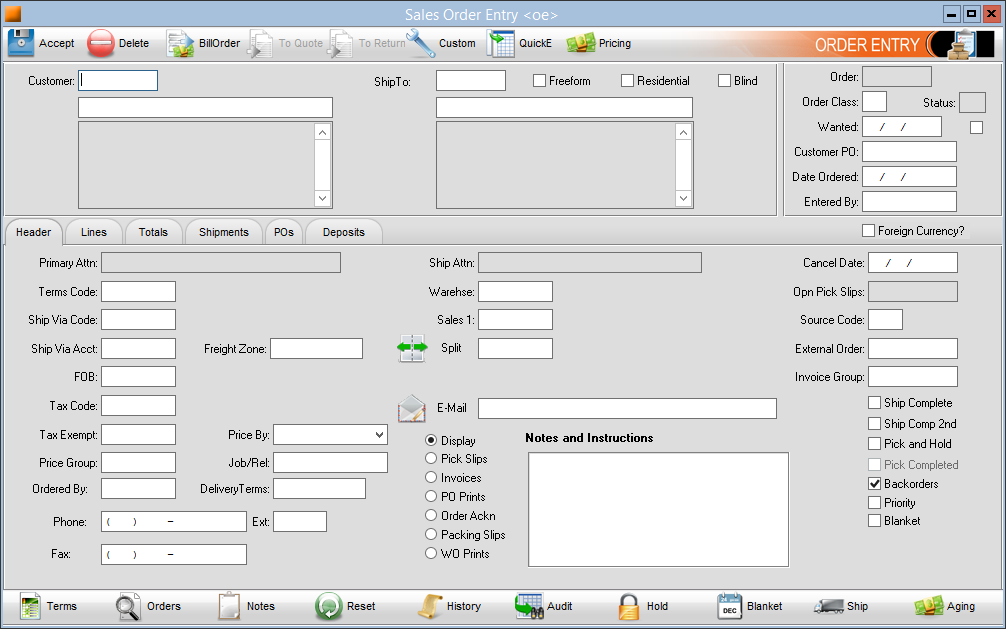 Sales Order Entry <oe>
Accept Delete BillOrder To Quote To Return Custom QuickE Pricing ORDER ENTRY
Customer: ShipTo: Freeform Residential Blind
Order:
Order Class: Status:
Wanted: / /
Customer PO:
Date Ordered: / /
Entered By:
Header Lines Totals Shipments POs Deposits Foreign Currency?
Primary Attn: Ship Attn: Cancel Date: / /
Terms Code: Warehse: Opn Pick Slips:
Ship Via Code: Sales 1: Source Code:
Ship Via Acct: Freight Zone: Split External Order:
FOB: Invoice Group:
Tax Code: E-Mail Ship Complete
Ship Comp 2nd
Tax Exempt: Price By: Display Notes and Instructions Pick and Hold
Price Group: Job/Rel: Pick Slips Pick Completed
Invoices Backorders
Ordered By: DeliveryTerms: PO Prints Priority
Phone: ( ) - Ext: Order Ackn Blanket
Packing Slips
Fax: ( ) - WO Prints
Terms Orders Notes Reset History Audit Hold DEC Blanket Ship Aging